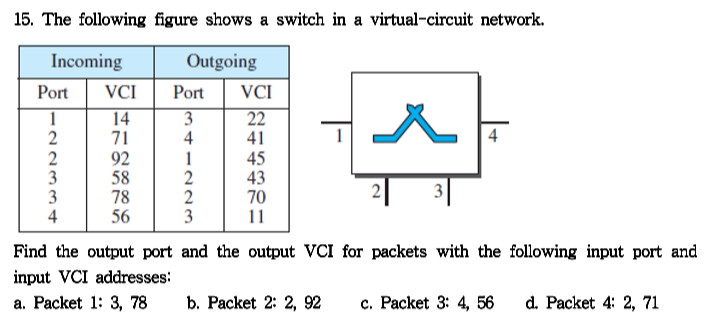 15. The following figure shows a switch in a virtual-circuit network.
Incoming Outgoing
Port VCI Port VCI
1 14 3 22
2 71 4 41
2 92 1 45
3 58 2 43
3 78 2 70
4 56 3 11
1 4
2 3
Find the output port and the output VCI for packets with the following input port and
input VCI addresses:
a. Packet 1: 3, 78 b. Packet 2: 2, 92 c. Packet 3: 4, 56 d. Packet 4: 2, 71